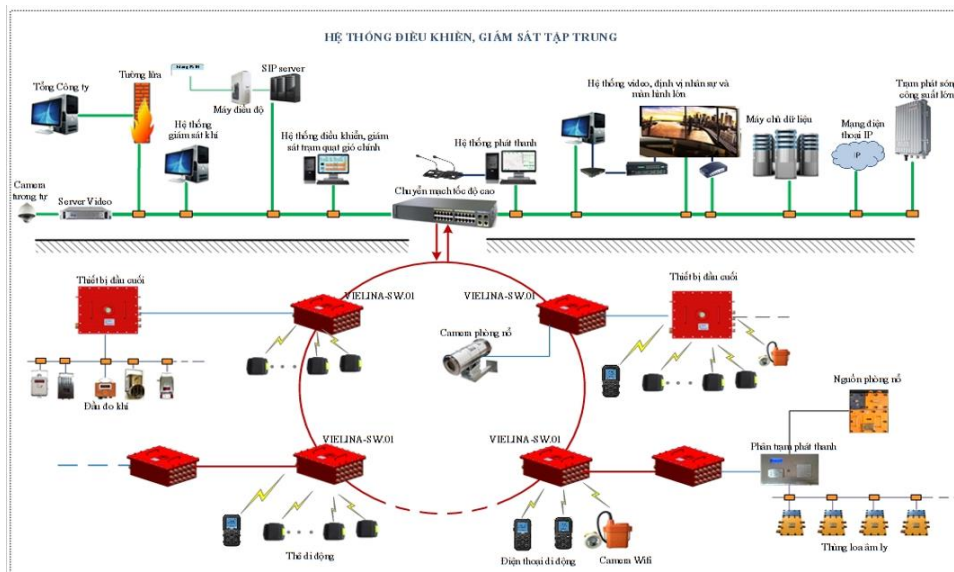 HỆ THỐNG ĐIỀU KHIỂN, GIÁM SÁT TẬP TRUNG
Tổng Công ty
Tường lửa
SIP server
Máy điều độ
Hệ thống
giám sát khí
Hệ thống điều khiển, giám
sát trạm quạt gió chính
Hệ thống phát thanh
Hệ thống video, định vị nhân sự và
màn hình lớn
Máy chủ dữ liệu
Mạng điện
thoại IP
IP
Trạm phát sóng
công suất lớn
Camera
tương tự
Server Video
Chuyển mạch tốc độ cao
Thiết bị đầu cuối
VIELINA-SW.01
VIELINA-SW.01
Thiết bị đầu cuối
Camera phòng nổ
Đầu đo khí
Nguồn phòng nổ
VIELINA-SW.01
VIELINA-SW.01
Phân trạm phát thanh
Thẻ di động
Điện thoại di động
Camera Wifi
Thùng loa âm ly